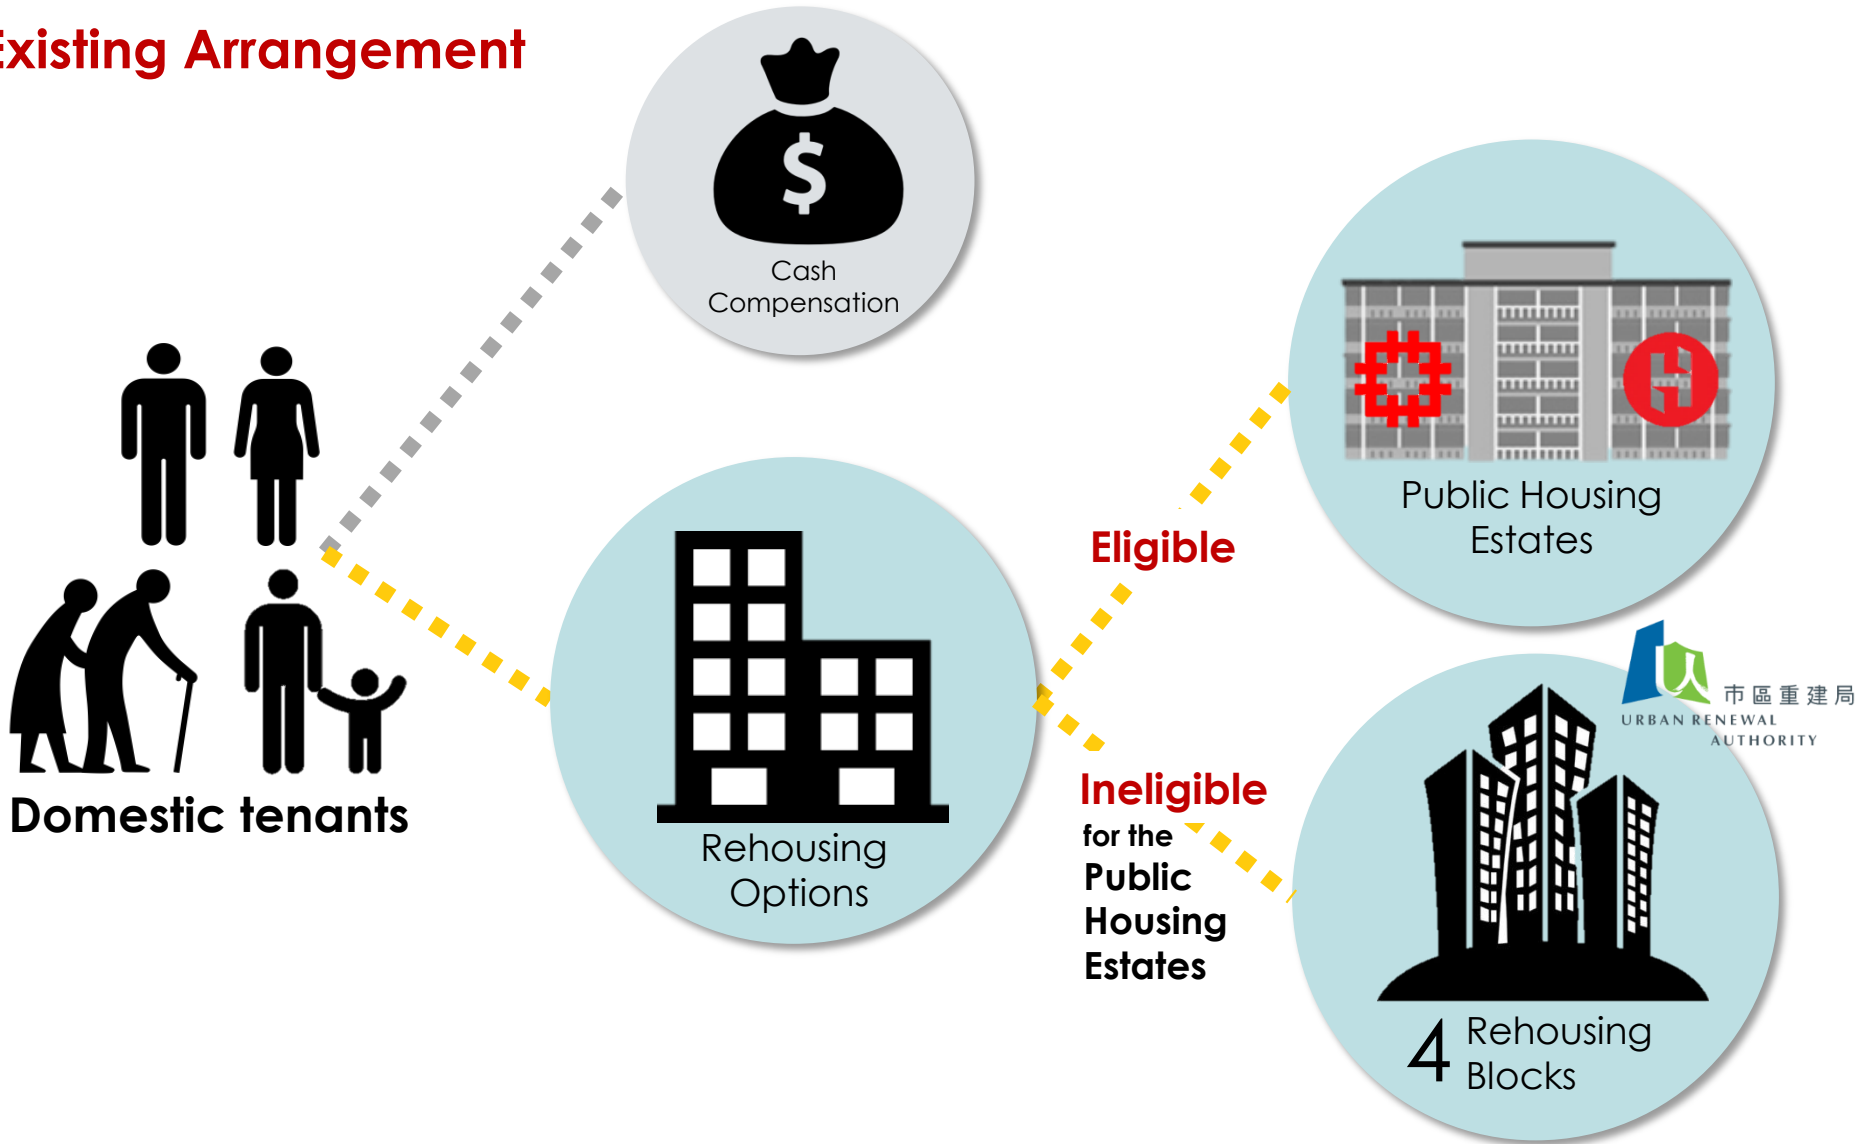 Existing Arrangement
$
Cash
Compensation
Domestic tenants
Rehousing
Options
Eligible
Public Housing
Estates
Ineligible
for the
Public
Housing
Estates
市區重建局
URBAN RENEWAL
AUTHORITY
4 Rehousing
Blocks